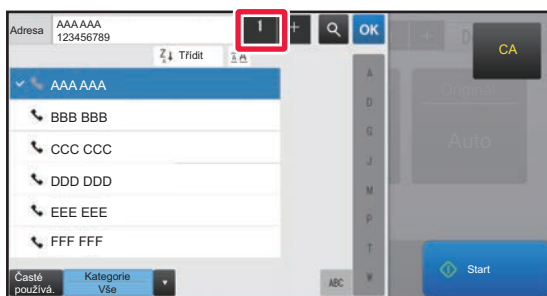 Adresa
AAA AAA
123456789
1
+
OK
CA
Z↓ Třídit
AAA AAA
BBB BBB
CCC CCC
DDD DDD
EEE EEE
FFF FFF
A
D
G
J
M
P
T
W
Original
Auto
Časté
používá.
Kategorie
Vše
ABC
Start